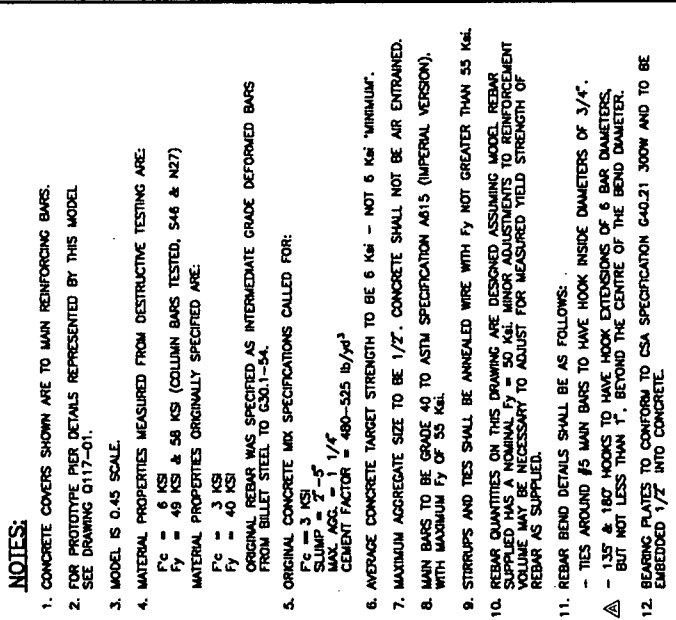 NOTES:
1. CONCRETE COVERS SHOWN ARE TO MAIN REINFORCING BARS.
2. FOR PROTOTYPE PIER DETAILS REPRESENTED BY THIS MODEL
SEE DRAWING Q117-01.
3. MODEL IS 0.45 SCALE.
4. MATERIAL PROPERTIES MEASURED FROM DESTRUCTIVE TESTING ARE:
F'c = 6 KSI
Fy = 49 KSI & 58 KSI (COLUMN BARS TESTED, S46 & N27)
MATERIAL PROPERTIES ORIGINALLY SPECIFIED ARE:
F'c = 3 KSI
Fy = 40 KSI
ORIGINAL REBAR WAS SPECIFIED AS INTERMEDIATE GRADE DEFORMED BARS
FROM BILLET STEEL TO G30.1-54.
5. ORIGINAL CONCRETE MIX SPECIFICATIONS CALLED FOR:
F'c = 3 KSI
SLUMP = 2"-5"
MAX. AGG. = 1 1/4"
CEMENT FACTOR = 480-525 lb/yd³
6. AVERAGE CONCRETE TARGET STRENGTH TO BE 6 Ksi - NOT 6 Ksi "MINIMUM".
7. MAXIMUM AGGREGATE SIZE TO BE 1/2". CONCRETE SHALL NOT BE AIR ENTRAINED.
8. MAIN BARS TO BE GRADE 40 TO ASTM SPECIFICATION A615 (IMPERIAL VERSION),
WITH MAXIMUM Fy OF 55 Ksi.
9. STIRRUPS AND TIES SHALL BE ANNEALED WIRE WITH Fy NOT GREATER THAN 55 Ksi.
10. REBAR QUANTITIES ON THIS DRAWING ARE DESIGNED ASSUMING MODEL REBAR
SUPPLIED HAS A NOMINAL Fy = 50 Ksi. MINOR ADJUSTMENTS TO REINFORCEMENT
VOLUME MAY BE NECESSARY TO ADJUST FOR MEASURED YIELD STRENGTH OF
REBAR AS SUPPLIED.
11. REBAR BEND DETAILS SHALL BE AS FOLLOWS:
- TIES AROUND #5 MAIN BARS TO HAVE HOOK INSIDE DIAMETERS OF 3/4".
- 135° & 180° HOOKS TO HAVE HOOK EXTENSIONS OF 6 BAR DIAMETERS,
BUT NOT LESS THAN 1", BEYOND THE CENTRE OF THE BEND DIAMETER.
12. BEARING PLATES TO CONFORM TO CSA SPECIFICATION G40.21 300W AND TO BE
EMBEDDED 1/2" INTO CONCRETE.